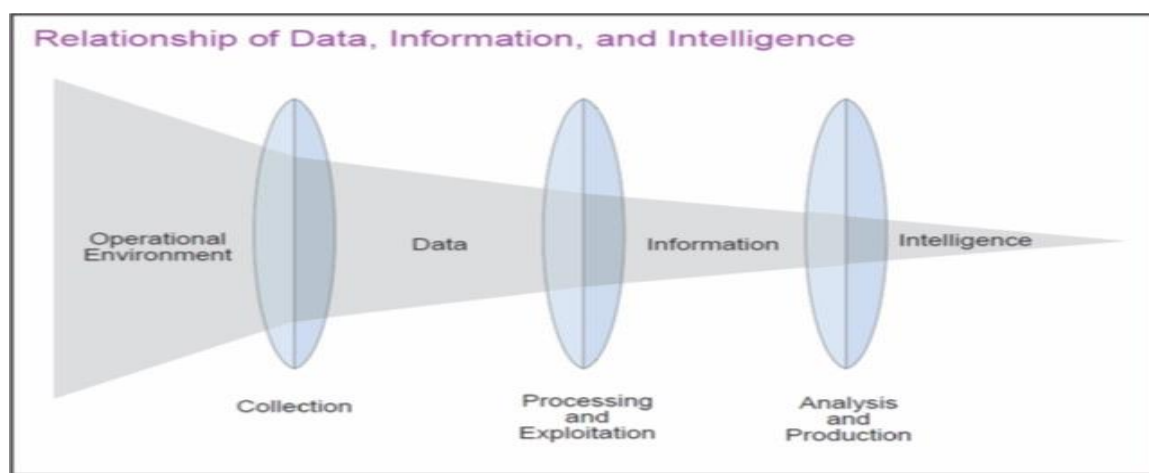 Relationship of Data, Information, and Intelligence
Operational
Environment
Data
Information
Intelligence
Collection
Processing
and
Exploitation
Analysis
and
Production